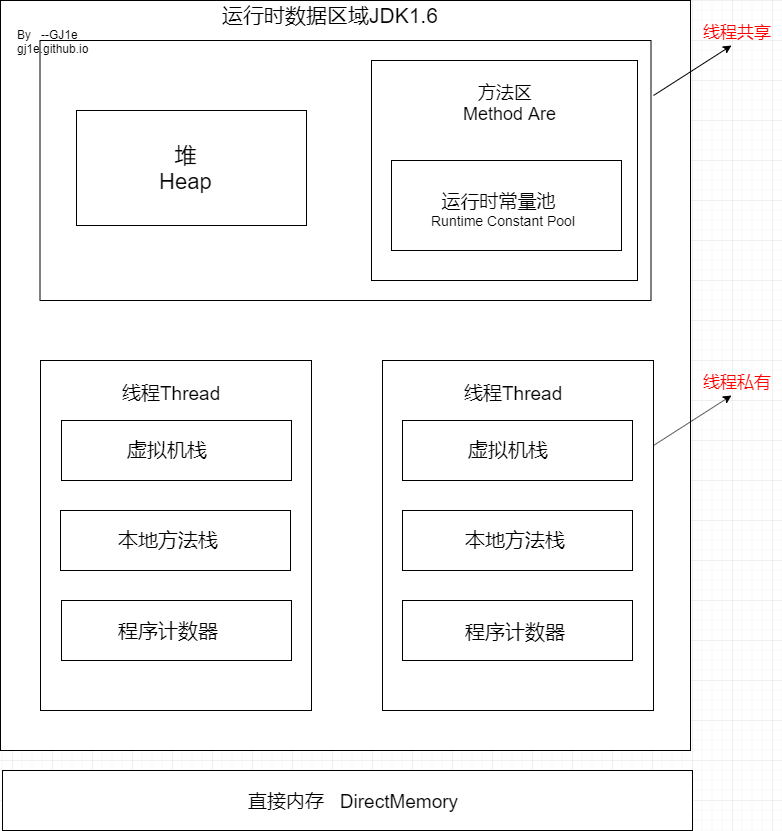 运行时数据区域JDK1.6
By --GJ1e
gj1e.github.io
线程共享
堆
Heap
方法区
Method Are
运行时常量池
Runtime Constant Pool
线程私有
线程Thread
虚拟机栈
本地方法栈
程序计数器
线程Thread
虚拟机栈
本地方法栈
程序计数器
直接内存 DirectMemory